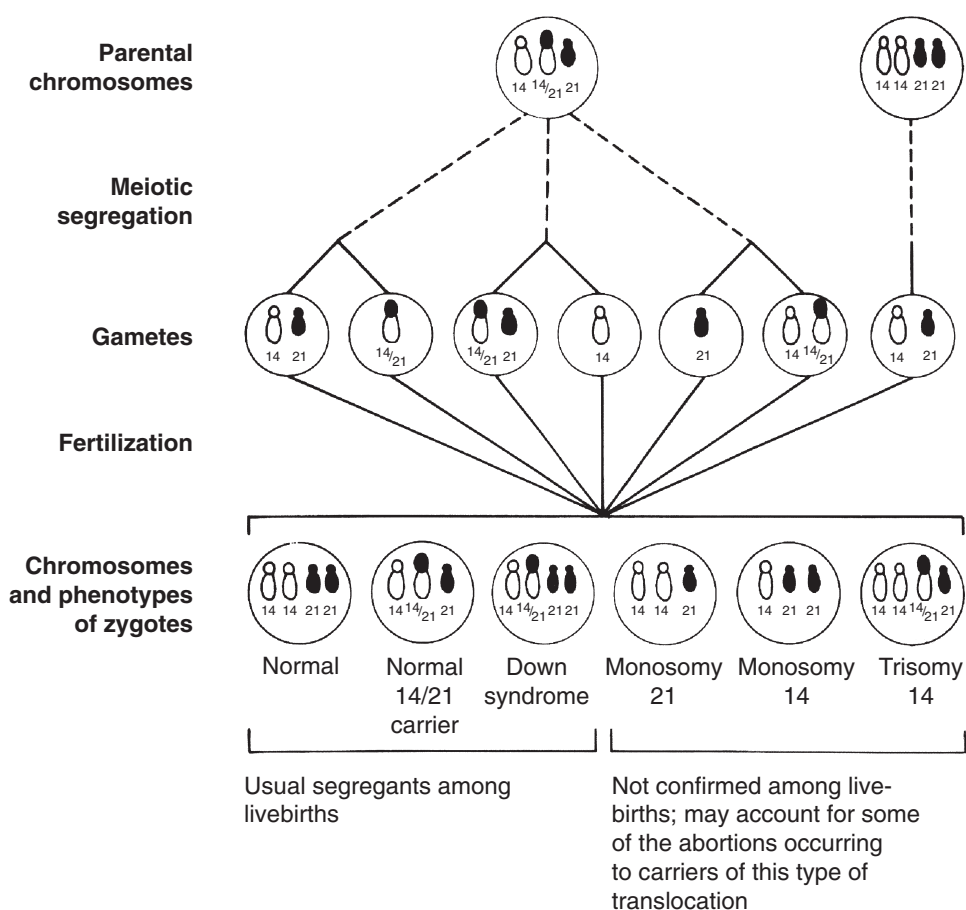 Parental
chromosomes
14 14/21 21
14 14 21 21
Meiotic
segregation
Gametes
14 21
14/21
14/21 21
14
21
14 14/21
14 21
Fertilization
Chromosomes
and phenotypes
of zygotes
14 14 21 21
14 14/21 21
14 14/21 21 21
14 14 21
14 21 21
14 14 14/21 21
Normal
Normal
14/21
carrier
Down
syndrome
Monosomy
21
Monosomy
14
Trisomy
14
Usual segregants among
livebirths
Not confirmed among live-
births; may account for some
of the abortions occurring
to carriers of this type of
translocation